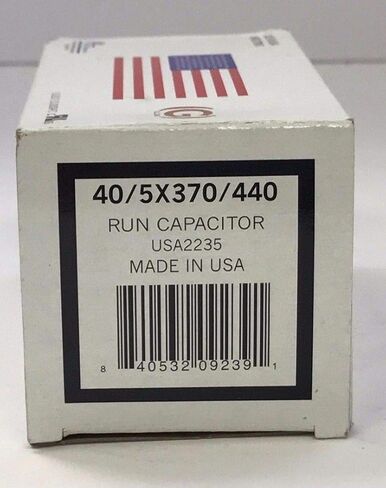 40/5X370/440
RUN CAPACITOR
USA2235
MADE IN USA
8 40532 09239 1